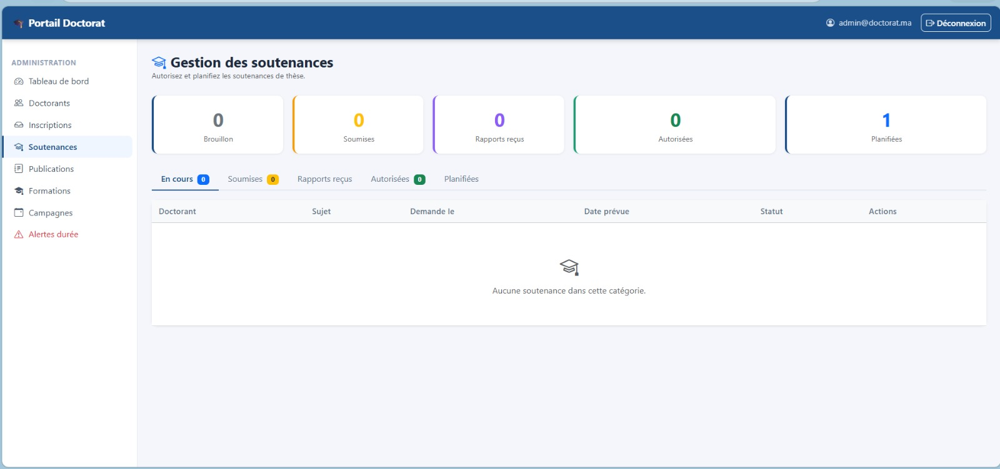 Portail Doctorat
admin@doctorat.ma
Déconnexion
ADMINISTRATION
Tableau de bord
Doctorants
Inscriptions
Soutenances
Publications
Formations
Campagnes
Alertes durée
Gestion des soutenances
Autorisez et planifiez les soutenances de thèse.
0
Brouillon
0
Soumises
0
Rapports reçus
0
Autorisées
1
Planifiées
En cours 0 Soumises 0 Rapports reçus Autorisées 0 Planifiées
Doctorant Sujet Demande le Date prévue Statut Actions
Aucune soutenance dans cette catégorie.